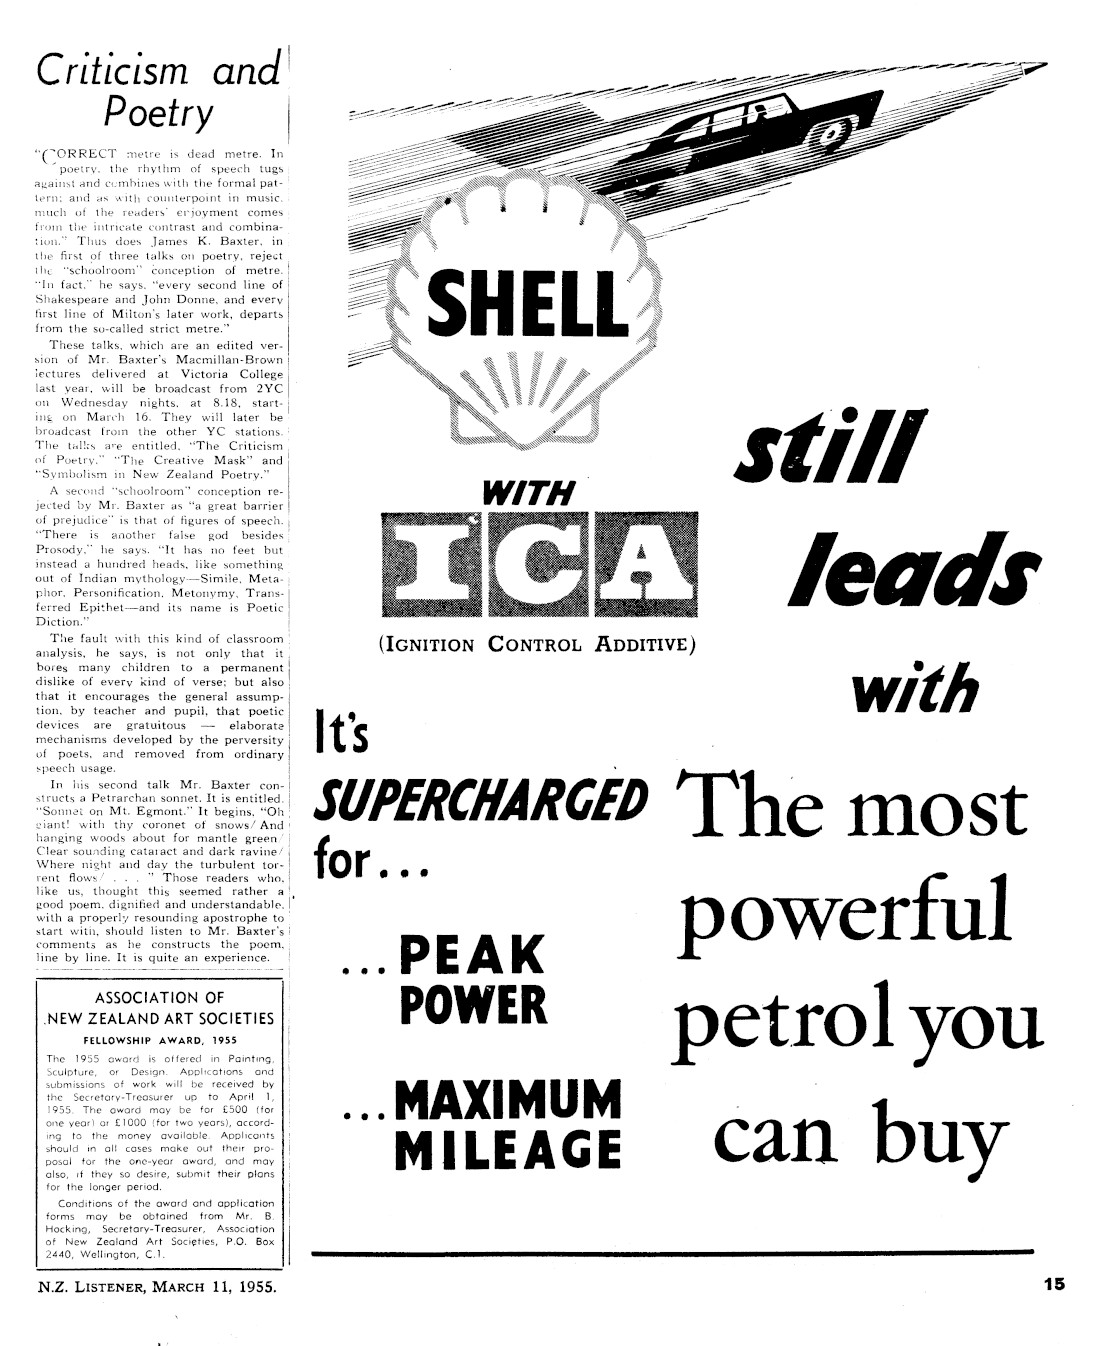 Criticism and
Poetry
"CORRECT metre is dead metre. In
poetry, the rhythm of speech tugs
against and combines with the formal pat-
tern; and as with counterpoint in music,
much of the readers' enjoyment comes
from the intricate contrast and combina-
tion." Thus does James K. Baxter, in
the first of three talks on poetry, reject
the "schoolroom" conception of metre.
"In fact," he says, "every second line of
Shakespeare and John Donne, and every
first line of Milton's later work, departs
from the so-called strict metre."
These talks, which are an edited ver-
sion of Mr. Baxter's Macmillan-Brown
lectures delivered at Victoria College
last year, will be broadcast from 2YC
on Wednesday nights, at 8.18, start-
ing on March 16. They will later be
broadcast from the other YC stations.
The talks are entitled, "The Criticism
of Poetry," "The Creative Mask" and
"Symbolism in New Zealand Poetry."
A second "schoolroom" conception re-
jected by Mr. Baxter as "a great barrier
of prejudice" is that of figures of speech.
"There is another false god besides
Prosody," he says. "It has no feet but
instead a hundred heads, like something
out of Indian mythology—Simile, Meta-
phor, Personification, Metonymy, Trans-
ferred Epithet—and its name is Poetic
Diction."
The fault with this kind of classroom
analysis, he says, is not only that it
bores many children to a permanent
dislike of every kind of verse; but also
that it encourages the general assump-
tion, by teacher and pupil, that poetic
devices are gratuitous — elaborate
mechanisms developed by the perversity
of poets, and removed from ordinary
speech usage.
In his second talk Mr. Baxter con-
structs a Petrarchan sonnet. It is entitled,
"Sonnet on Mt. Egmont." It begins, "Oh
giant! with thy coronet of snows/ And
hanging woods about for mantle green/
Clear sounding cataract and dark ravine/
Where night and day the turbulent tor-
rent flows/ . . . " Those readers who,
like us, thought this seemed rather a
good poem, dignified and understandable,
with a properly resounding apostrophe to
start with, should listen to Mr. Baxter's
comments as he constructs the poem,
line by line. It is quite an experience.
ASSOCIATION OF
NEW ZEALAND ART SOCIETIES
FELLOWSHIP AWARD, 1955
The 1955 award is offered in Painting,
Sculpture, or Design. Applications and
submissions of work will be received by
the Secretary-Treasurer up to April 1,
1955. The award may be for £500 (for
one year) or £1000 (for two years), accord-
ing to the money available. Applicants
should in all cases make out their pro-
posal for the one-year award, and may
also, if they so desire, submit their plans
for the longer period.
Conditions of the award and application
forms may be obtained from Mr. B.
Hocking, Secretary-Treasurer, Association
of New Zealand Art Societies, P.O. Box
2440, Wellington, C.1.
SHELL
WITH
ICA
(IGNITION CONTROL ADDITIVE)
still
leads
with
It's
SUPERCHARGED
for...
...PEAK
POWER
...MAXIMUM
MILEAGE
The most
powerful
petrol you
can buy
N.Z. LISTENER, MARCH 11, 1955.
15